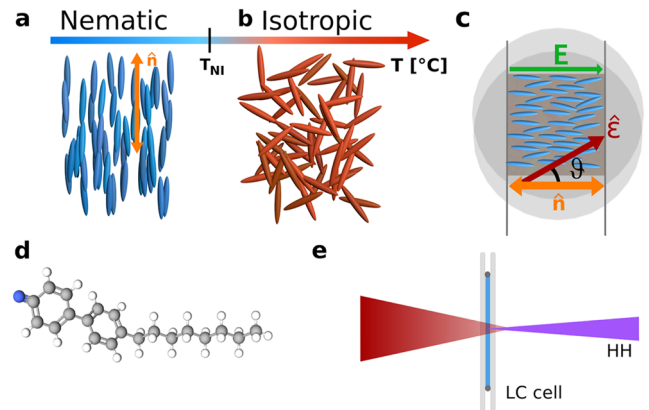 a
Nematic
n̂
T_NI
b
Isotropic
T [°C]
c
E
ε̂
ϑ
n̂
d
e
HH
LC cell